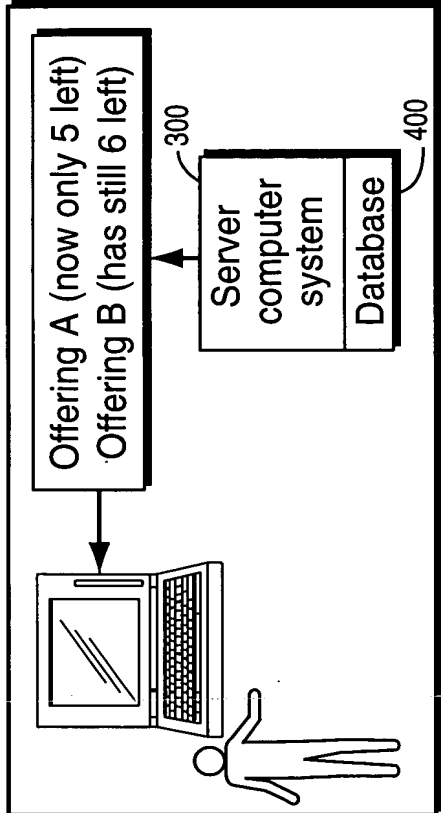 Offering A (now only 5 left)
Offering B (has still 6 left)
300
Server
computer
system
Database
400